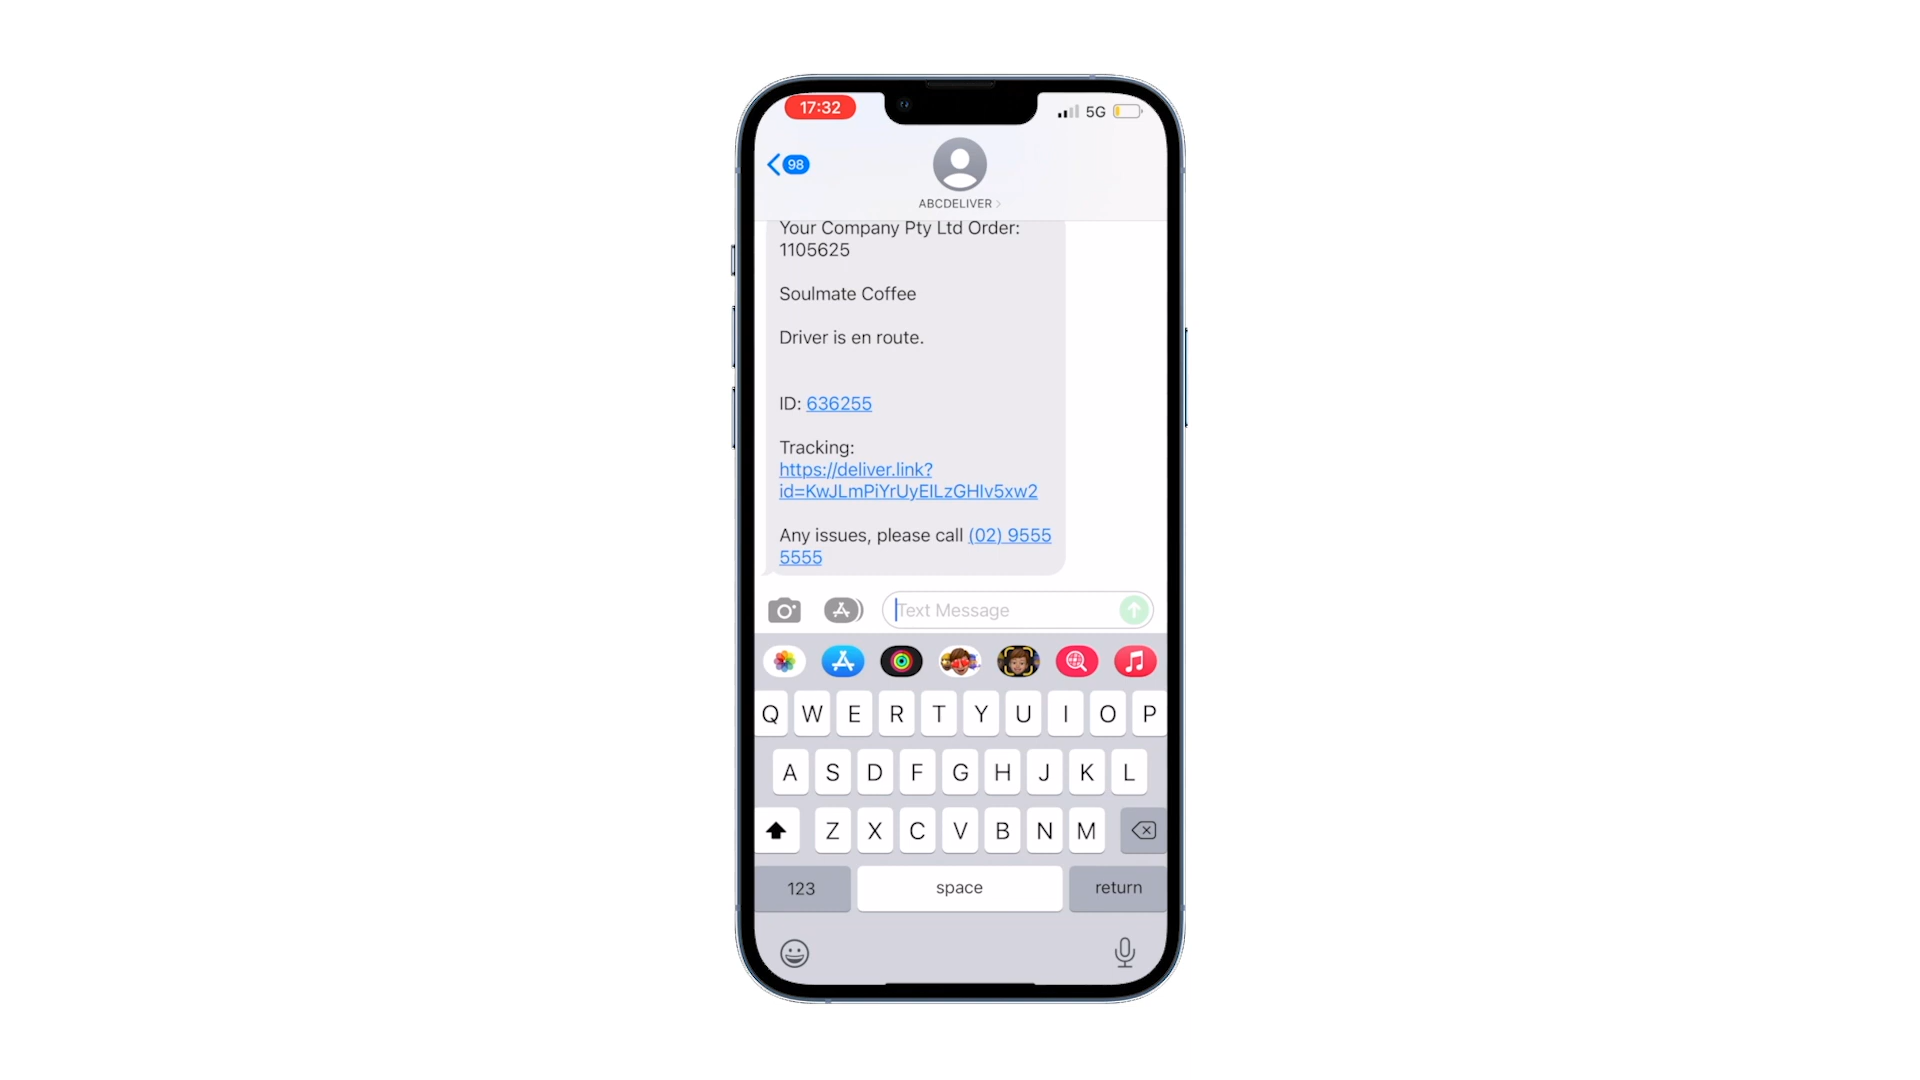 17:32
5G
98
ABCDELIVER
Your Company Pty Ltd Order:
1105625
Soulmate Coffee
Driver is en route.
ID: 636255
Tracking:
https://deliver.link?
id=KwJLmPiYrUyEILzGHIv5xw2
Any issues, please call (02) 9555
5555
Text Message
Q W E R T Y U I O P
A S D F G H J K L
Z X C V B N M
123 space return